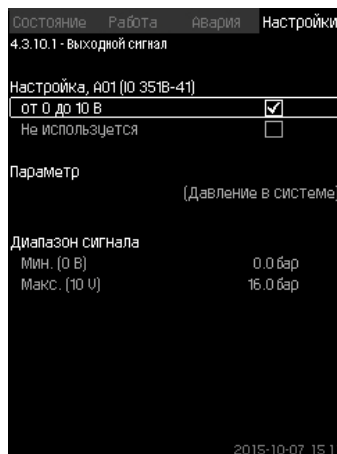 Состояние Работа Авария Настройки
4.3.10.1 - Выходной сигнал
Настройка, AO1 (IO 351B-41)
от 0 до 10 В
Не используется
Параметр
(Давление в системе)
Диапазон сигнала
Мин. (0 В) 0.0 бар
Макс. (10 V) 16.0 бар
2015-10-07 15:1